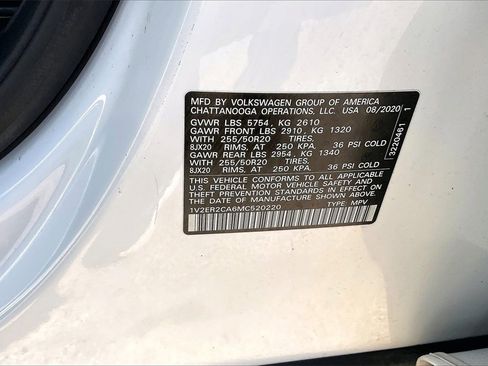 MFD BY VOLKSWAGEN GROUP OF AMERICA
CHATTANOOGA OPERATIONS, LLC. USA 08/2020
GVWR LBS 5754, KG 2610
GAWR FRONT LBS 2910, KG 1320
WITH 255/50R20 TIRES,
8JX20 RIMS, AT 250 KPA, 36 PSI COLD
GAWR REAR LBS 2954, KG 1340
WITH 255/50R20 TIRES,
8JX20 RIMS, AT 250 KPA, 36 PSI COLD
THIS VEHICLE CONFORMS TO ALL APPLICABLE
U.S. FEDERAL MOTOR VEHICLE SAFETY AND
THEFT PREVENTION STANDARDS IN EFFECT ON
THE DATE OF MANUFACTURE SHOWN ABOVE.
1V2ER2CA6MC520220 TYPE: MPV
3220461 1